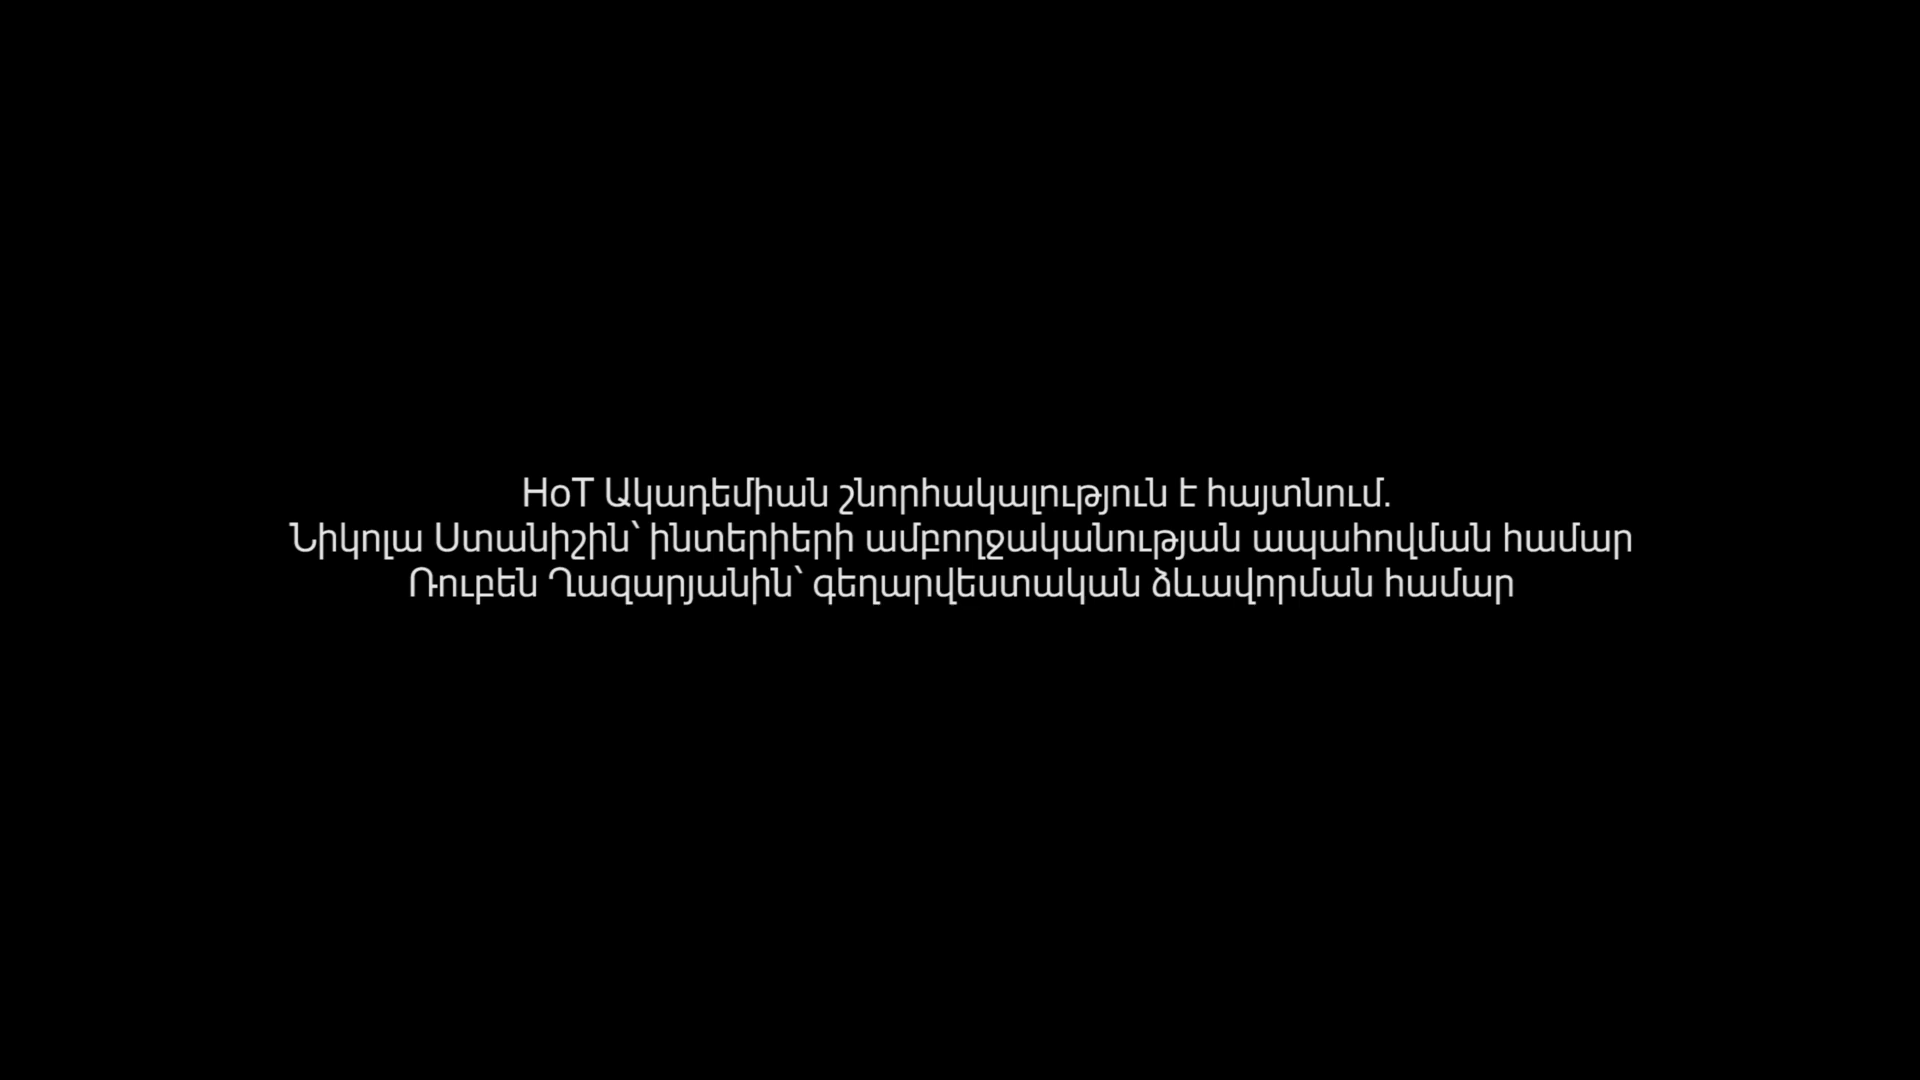 HoT Ակադեմիան շնորհակալություն է հայտնում.
Նիկոլա Ստանիշին՝ ինտերիերի ամբողջականության ապահովման համար
Ռուբեն Ղազարյանին՝ գեղարվեստական ձևավորման համար